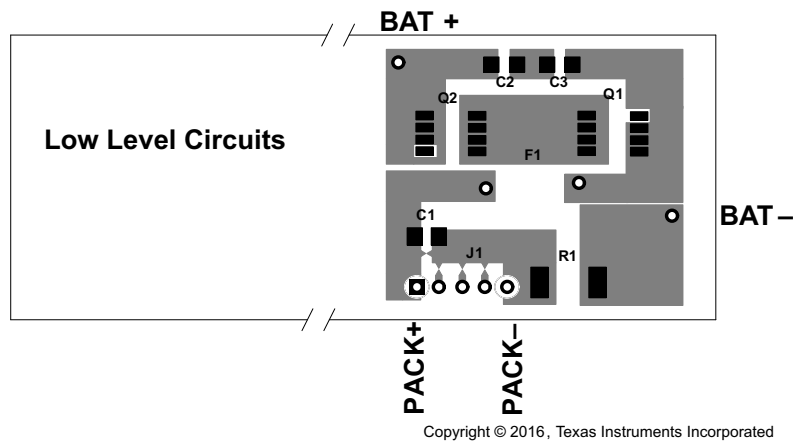 BAT +
C2
C3
Q2
Q1
Low Level Circuits
F1
C1
BAT –
J1
R1
PACK+
PACK–
Copyright © 2016, Texas Instruments Incorporated